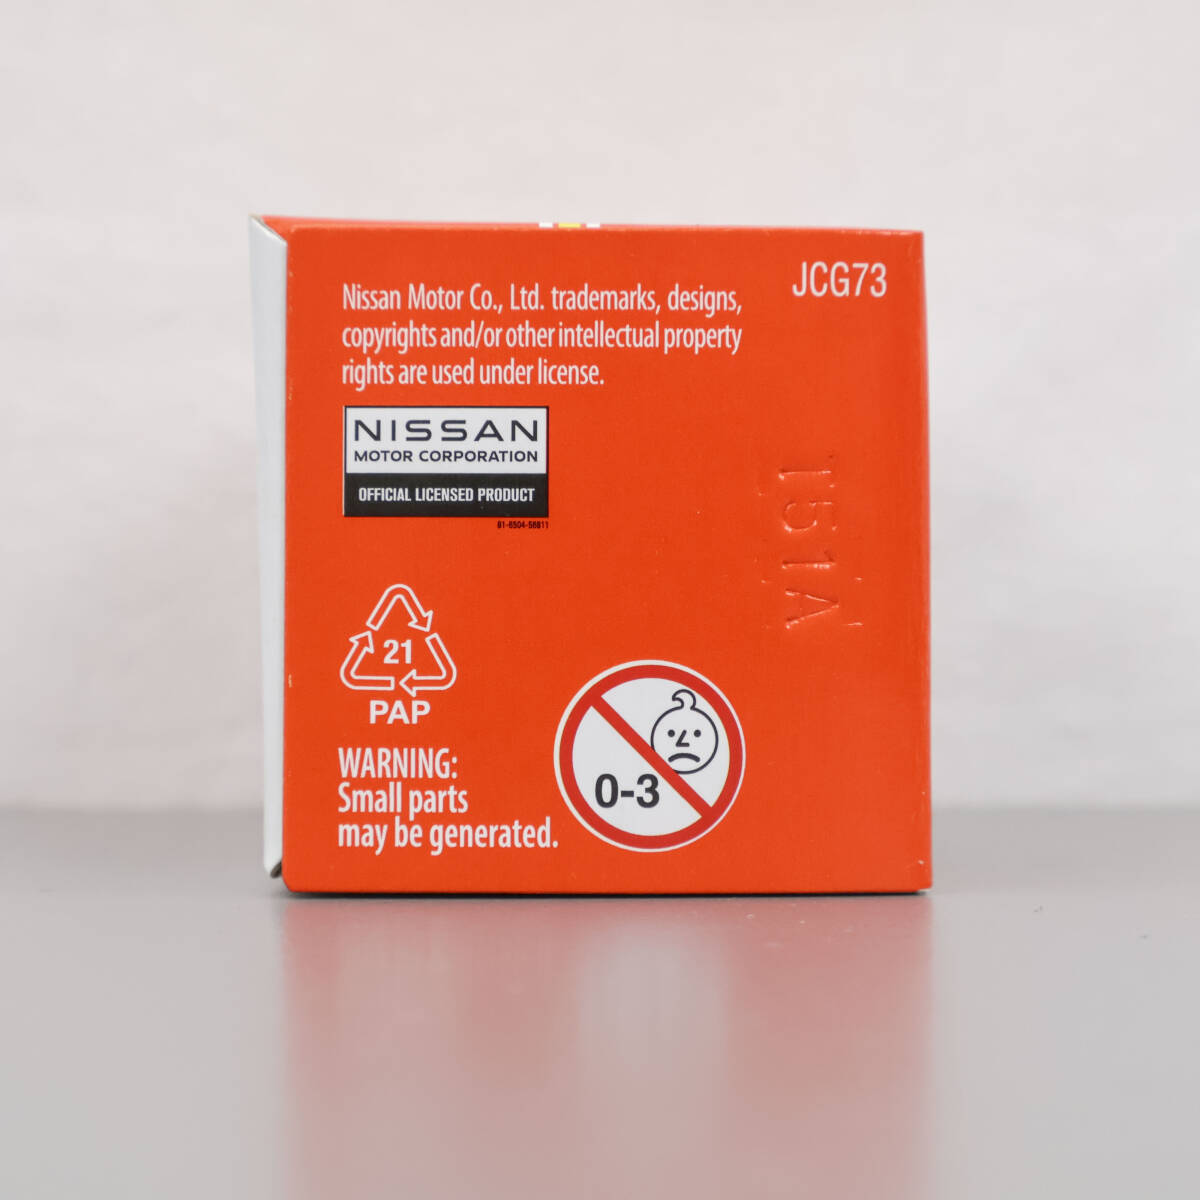 JCG73
Nissan Motor Co., Ltd. trademarks, designs,
copyrights and/or other intellectual property
rights are used under license.
NISSAN
MOTOR CORPORATION
OFFICIAL LICENSED PRODUCT
81-6504-56811
151A
21
PAP
0-3
WARNING:
Small parts
may be generated.